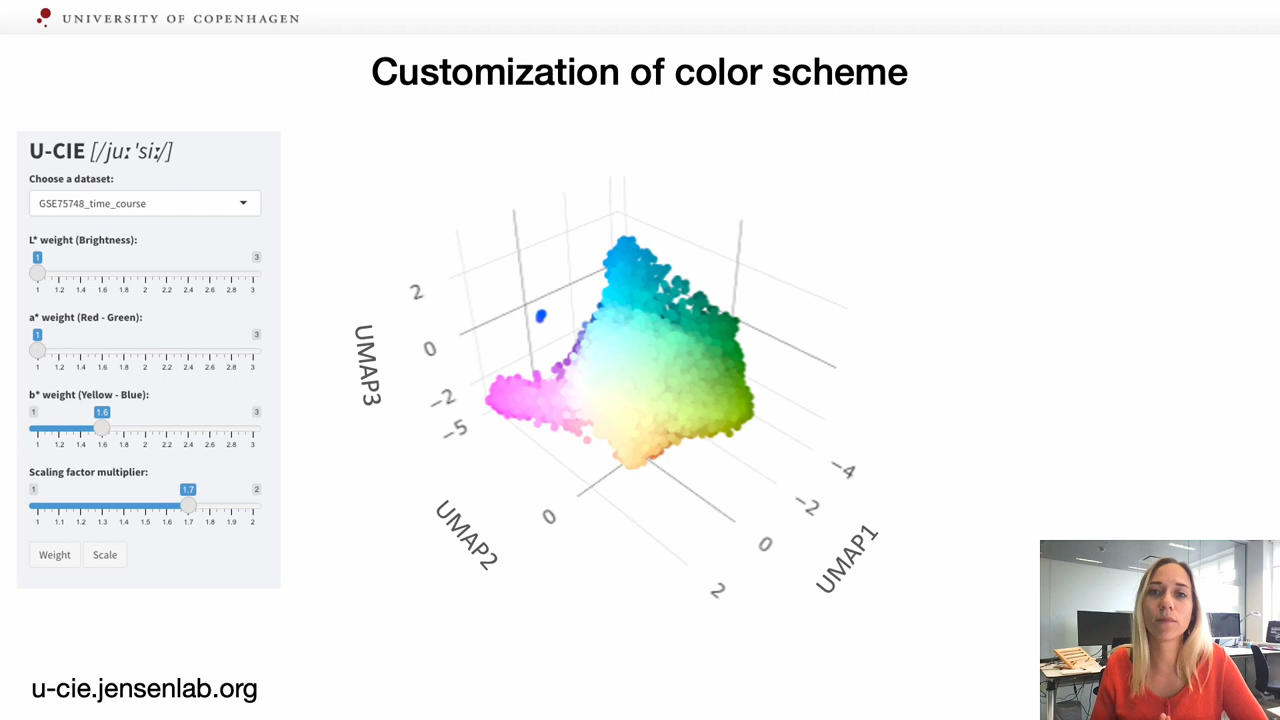 UNIVERSITY OF COPENHAGEN
Customization of color scheme
U-CIE [/juː 'siː/]
Choose a dataset:
GSE75748_time_course
L* weight (Brightness):
1 3
1 1.2 1.4 1.6 1.8 2 2.2 2.4 2.6 2.8 3
a* weight (Red - Green):
1 3
1 1.2 1.4 1.6 1.8 2 2.2 2.4 2.6 2.8 3
b* weight (Yellow - Blue):
1 1.6 3
1 1.2 1.4 1.6 1.8 2 2.2 2.4 2.6 2.8 3
Scaling factor multiplier:
1 1.7 2
1 1.1 1.2 1.3 1.4 1.5 1.6 1.7 1.8 1.9 2
Weight Scale
UMAP3
2
0
−2
−5
UMAP2
0
2
0
−2
−4
UMAP1
u-cie.jensenlab.org